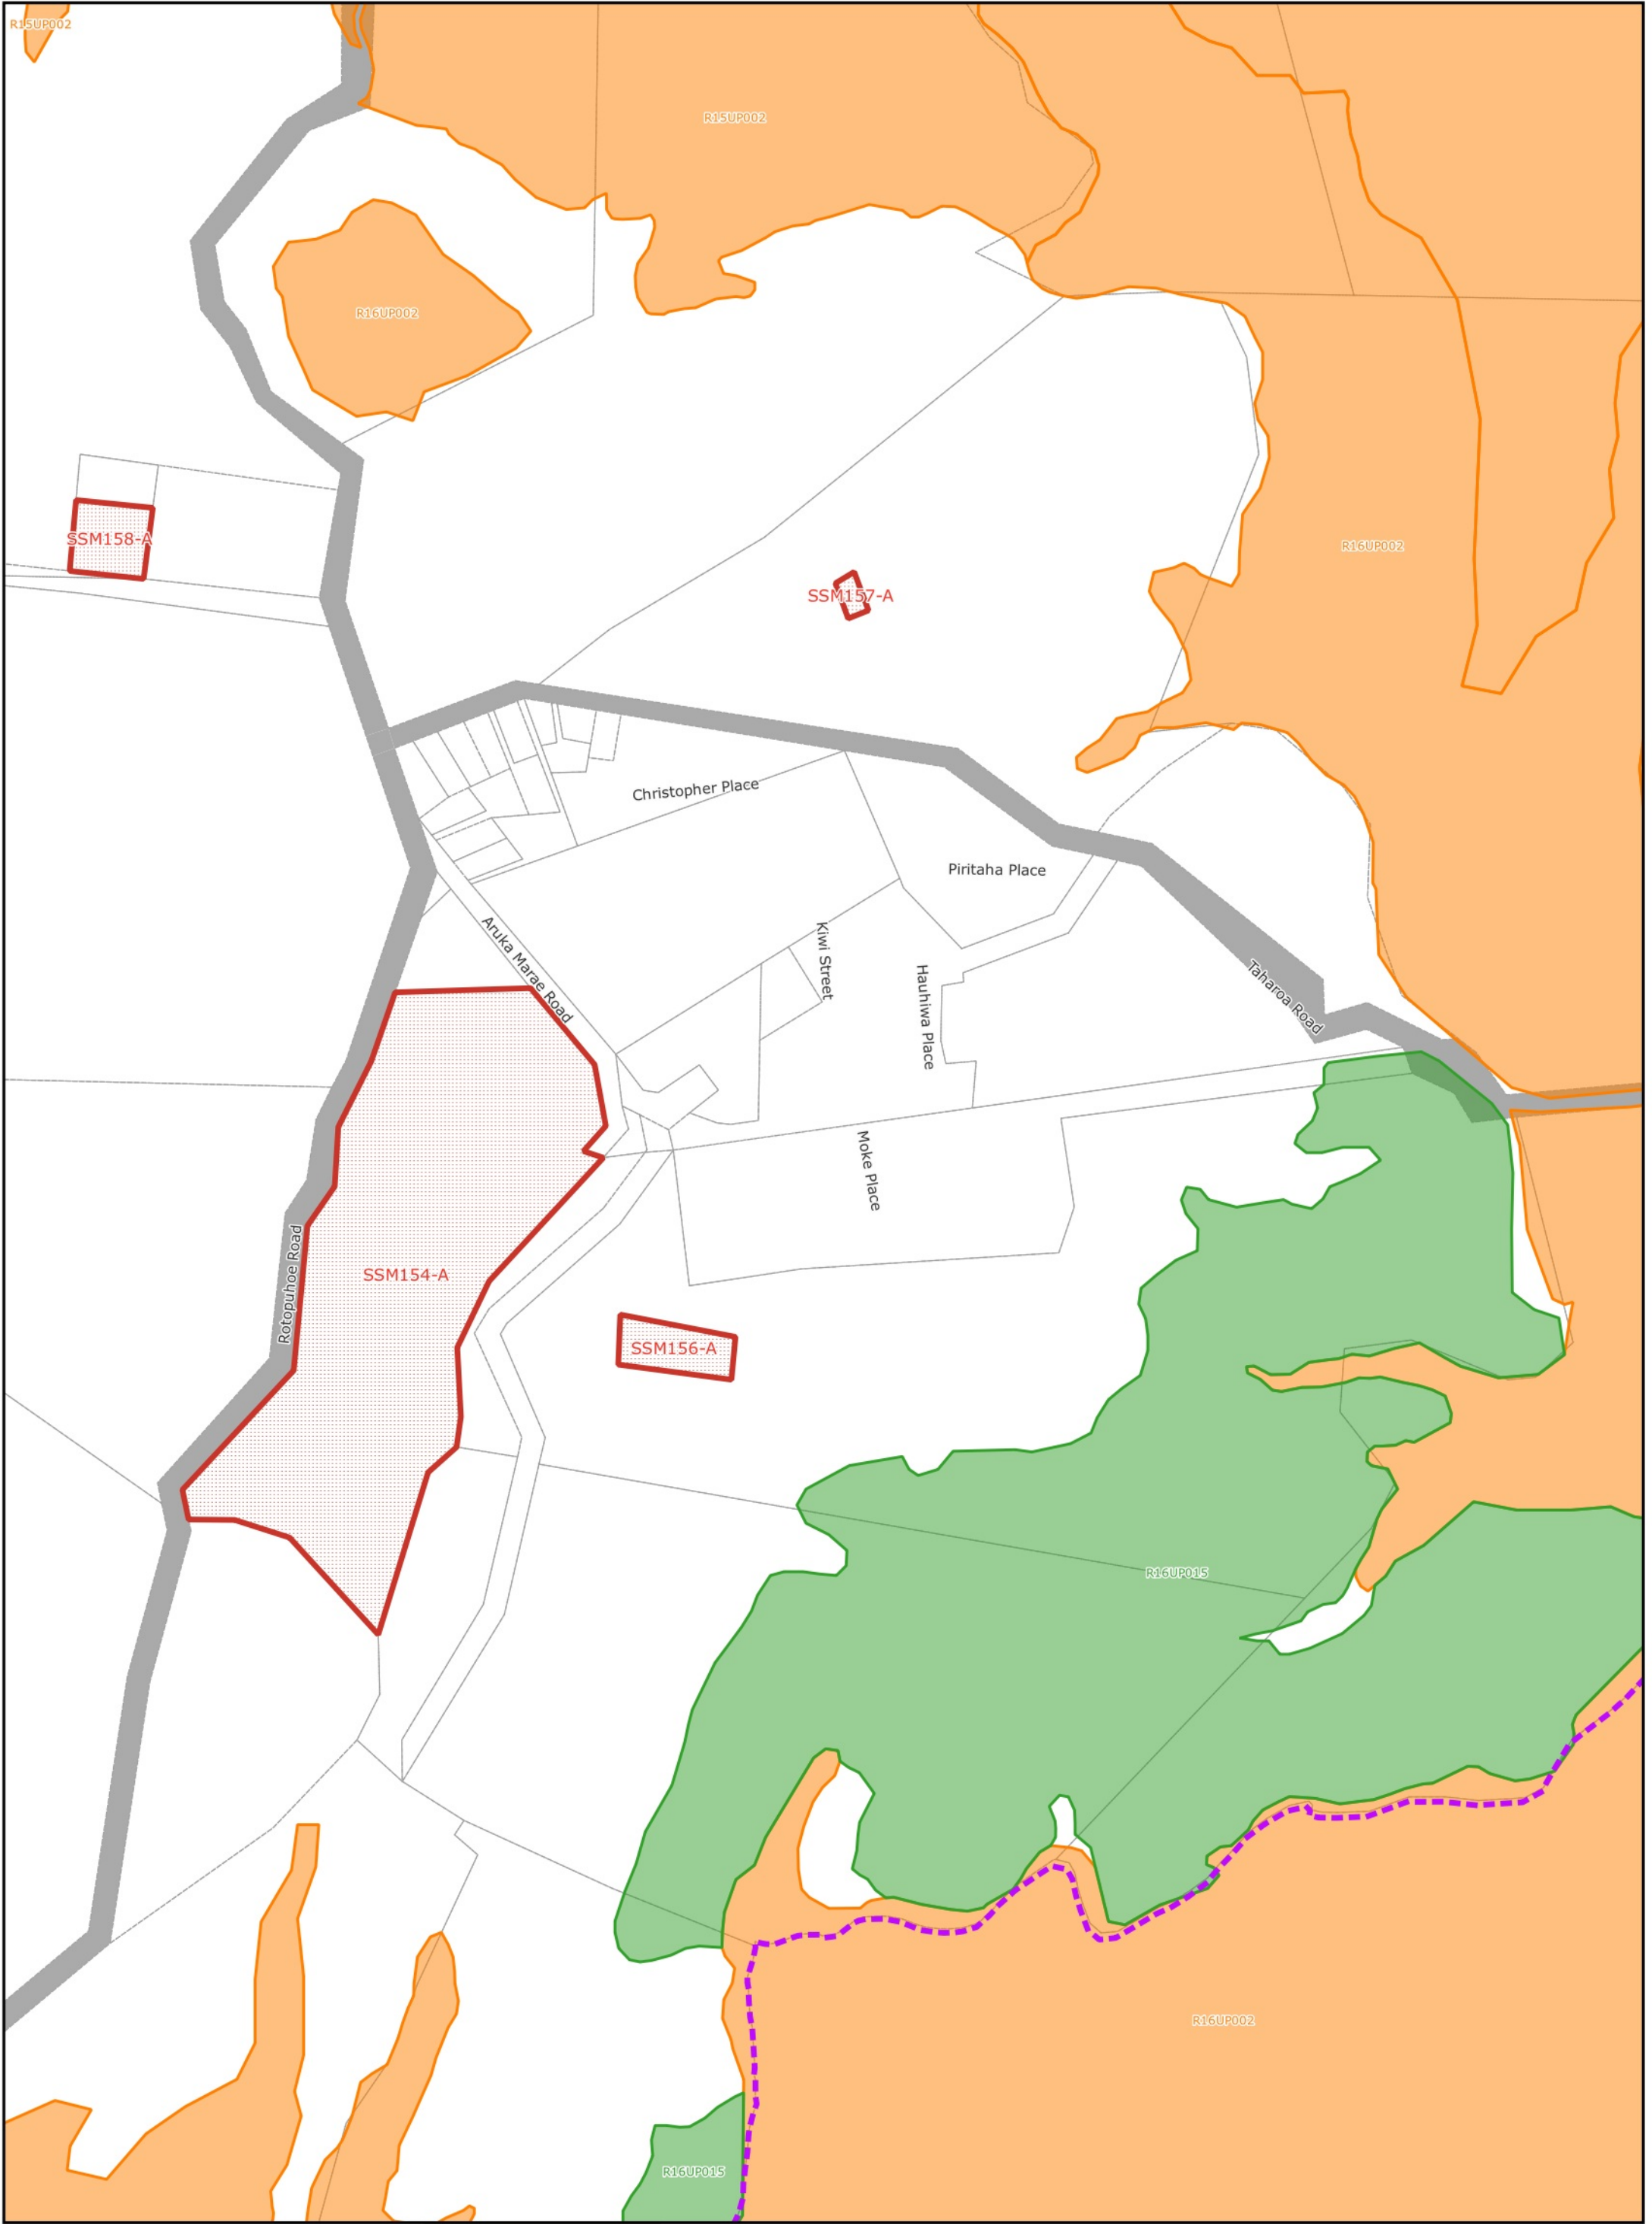 R15UP002
R15UP002
R16UP002
SSM158-A
R16UP002
SSM157-A
Christopher Place
Piritaha Place
Aruka Marae Road
Kiwi Street
Hauhiwa Place
Taharoa Road
Moke Place
Rotopuhoe Road
SSM154-A
SSM156-A
R16UP015
R16UP002
R16UP015